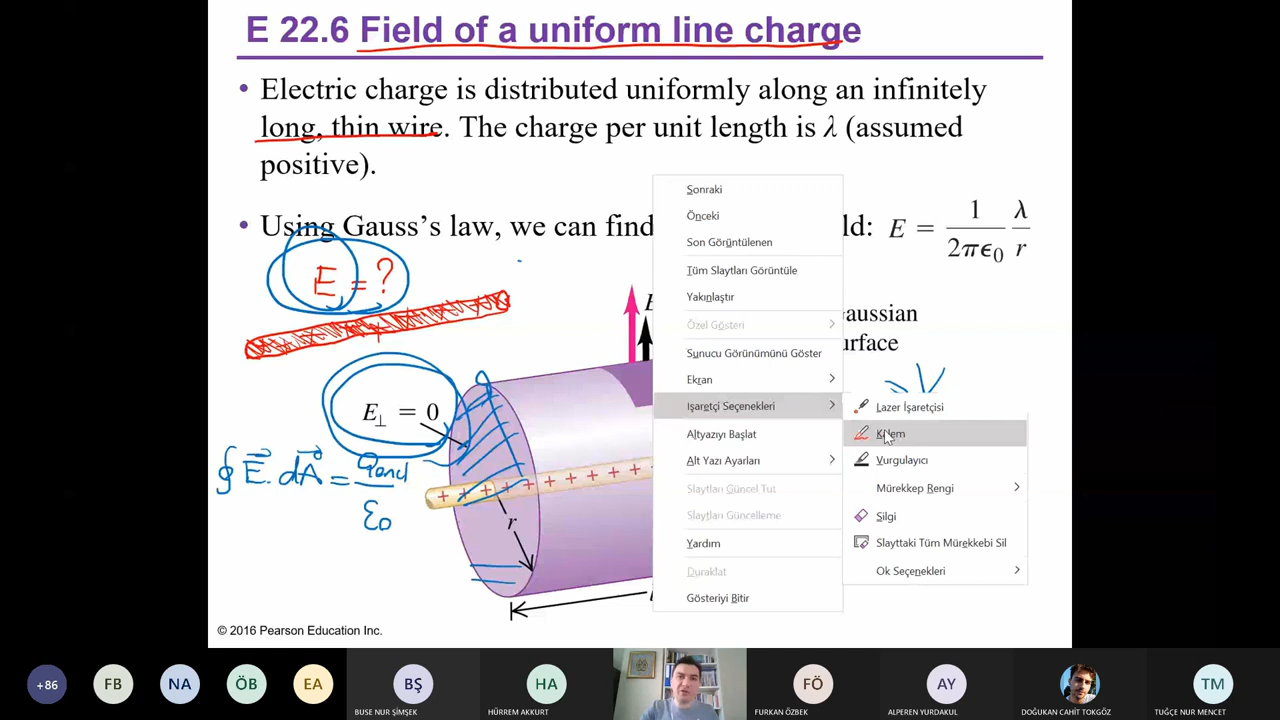 E 22.6 Field of a uniform line charge
• Electric charge is distributed uniformly along an infinitely
long, thin wire. The charge per unit length is λ (assumed
positive).
• Using Gauss's law, we can find ld: E = 1/2πϵ0 λ/r
E = ?
E⊥ = 0
∮ E⃗ . dA⃗ = qencl/ε0
r
aussian
urface
Sonraki
Önceki
Son Görüntülenen
Tüm Slaytları Görüntüle
Yakınlaştır
Özel Gösteri
Sunucu Görünümünü Göster
Ekran
İşaretçi Seçenekleri
Altyazıyı Başlat
Alt Yazı Ayarları
Slaytları Güncel Tut
Slaytları Güncelleme
Yardım
Duraklat
Gösteriyi Bitir
Lazer İşaretçisi
Kalem
Vurgulayıcı
Mürekkep Rengi
Silgi
Slayttaki Tüm Mürekkebi Sil
Ok Seçenekleri
© 2016 Pearson Education Inc.
+86
FB
NA
ÖB
EA
BŞ
BUSE NUR ŞİMŞEK
HA
HÜRREM AKKURT
FÖ
FURKAN ÖZBEK
AY
ALPEREN YURDAKUL
DOĞUKAN CAHİT TOKGÖZ
TM
TUĞÇE NUR MENCET